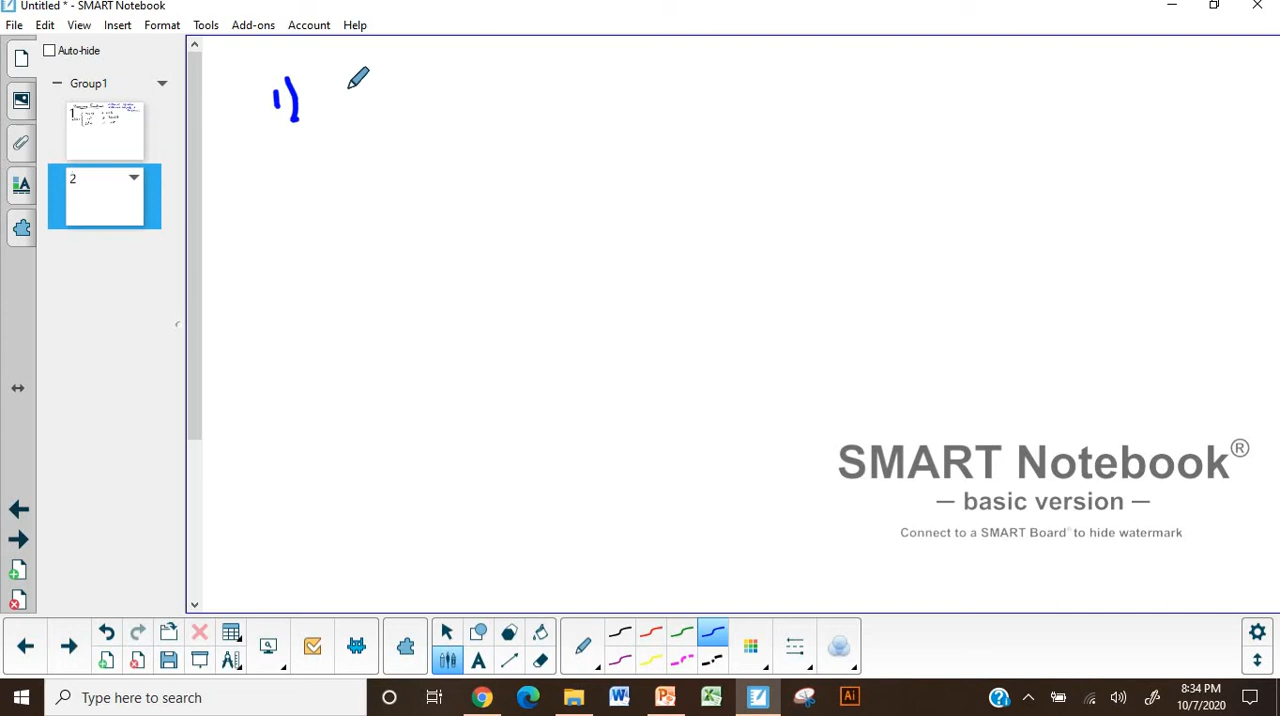 Untitled * - SMART Notebook
File Edit View Insert Format Tools Add-ons Account Help
Auto-hide
Group1
1
2
1)
SMART Notebook®
— basic version —
Connect to a SMART Board® to hide watermark
Type here to search
8:34 PM
10/7/2020